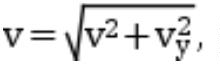 v = √(v² + v_y²),